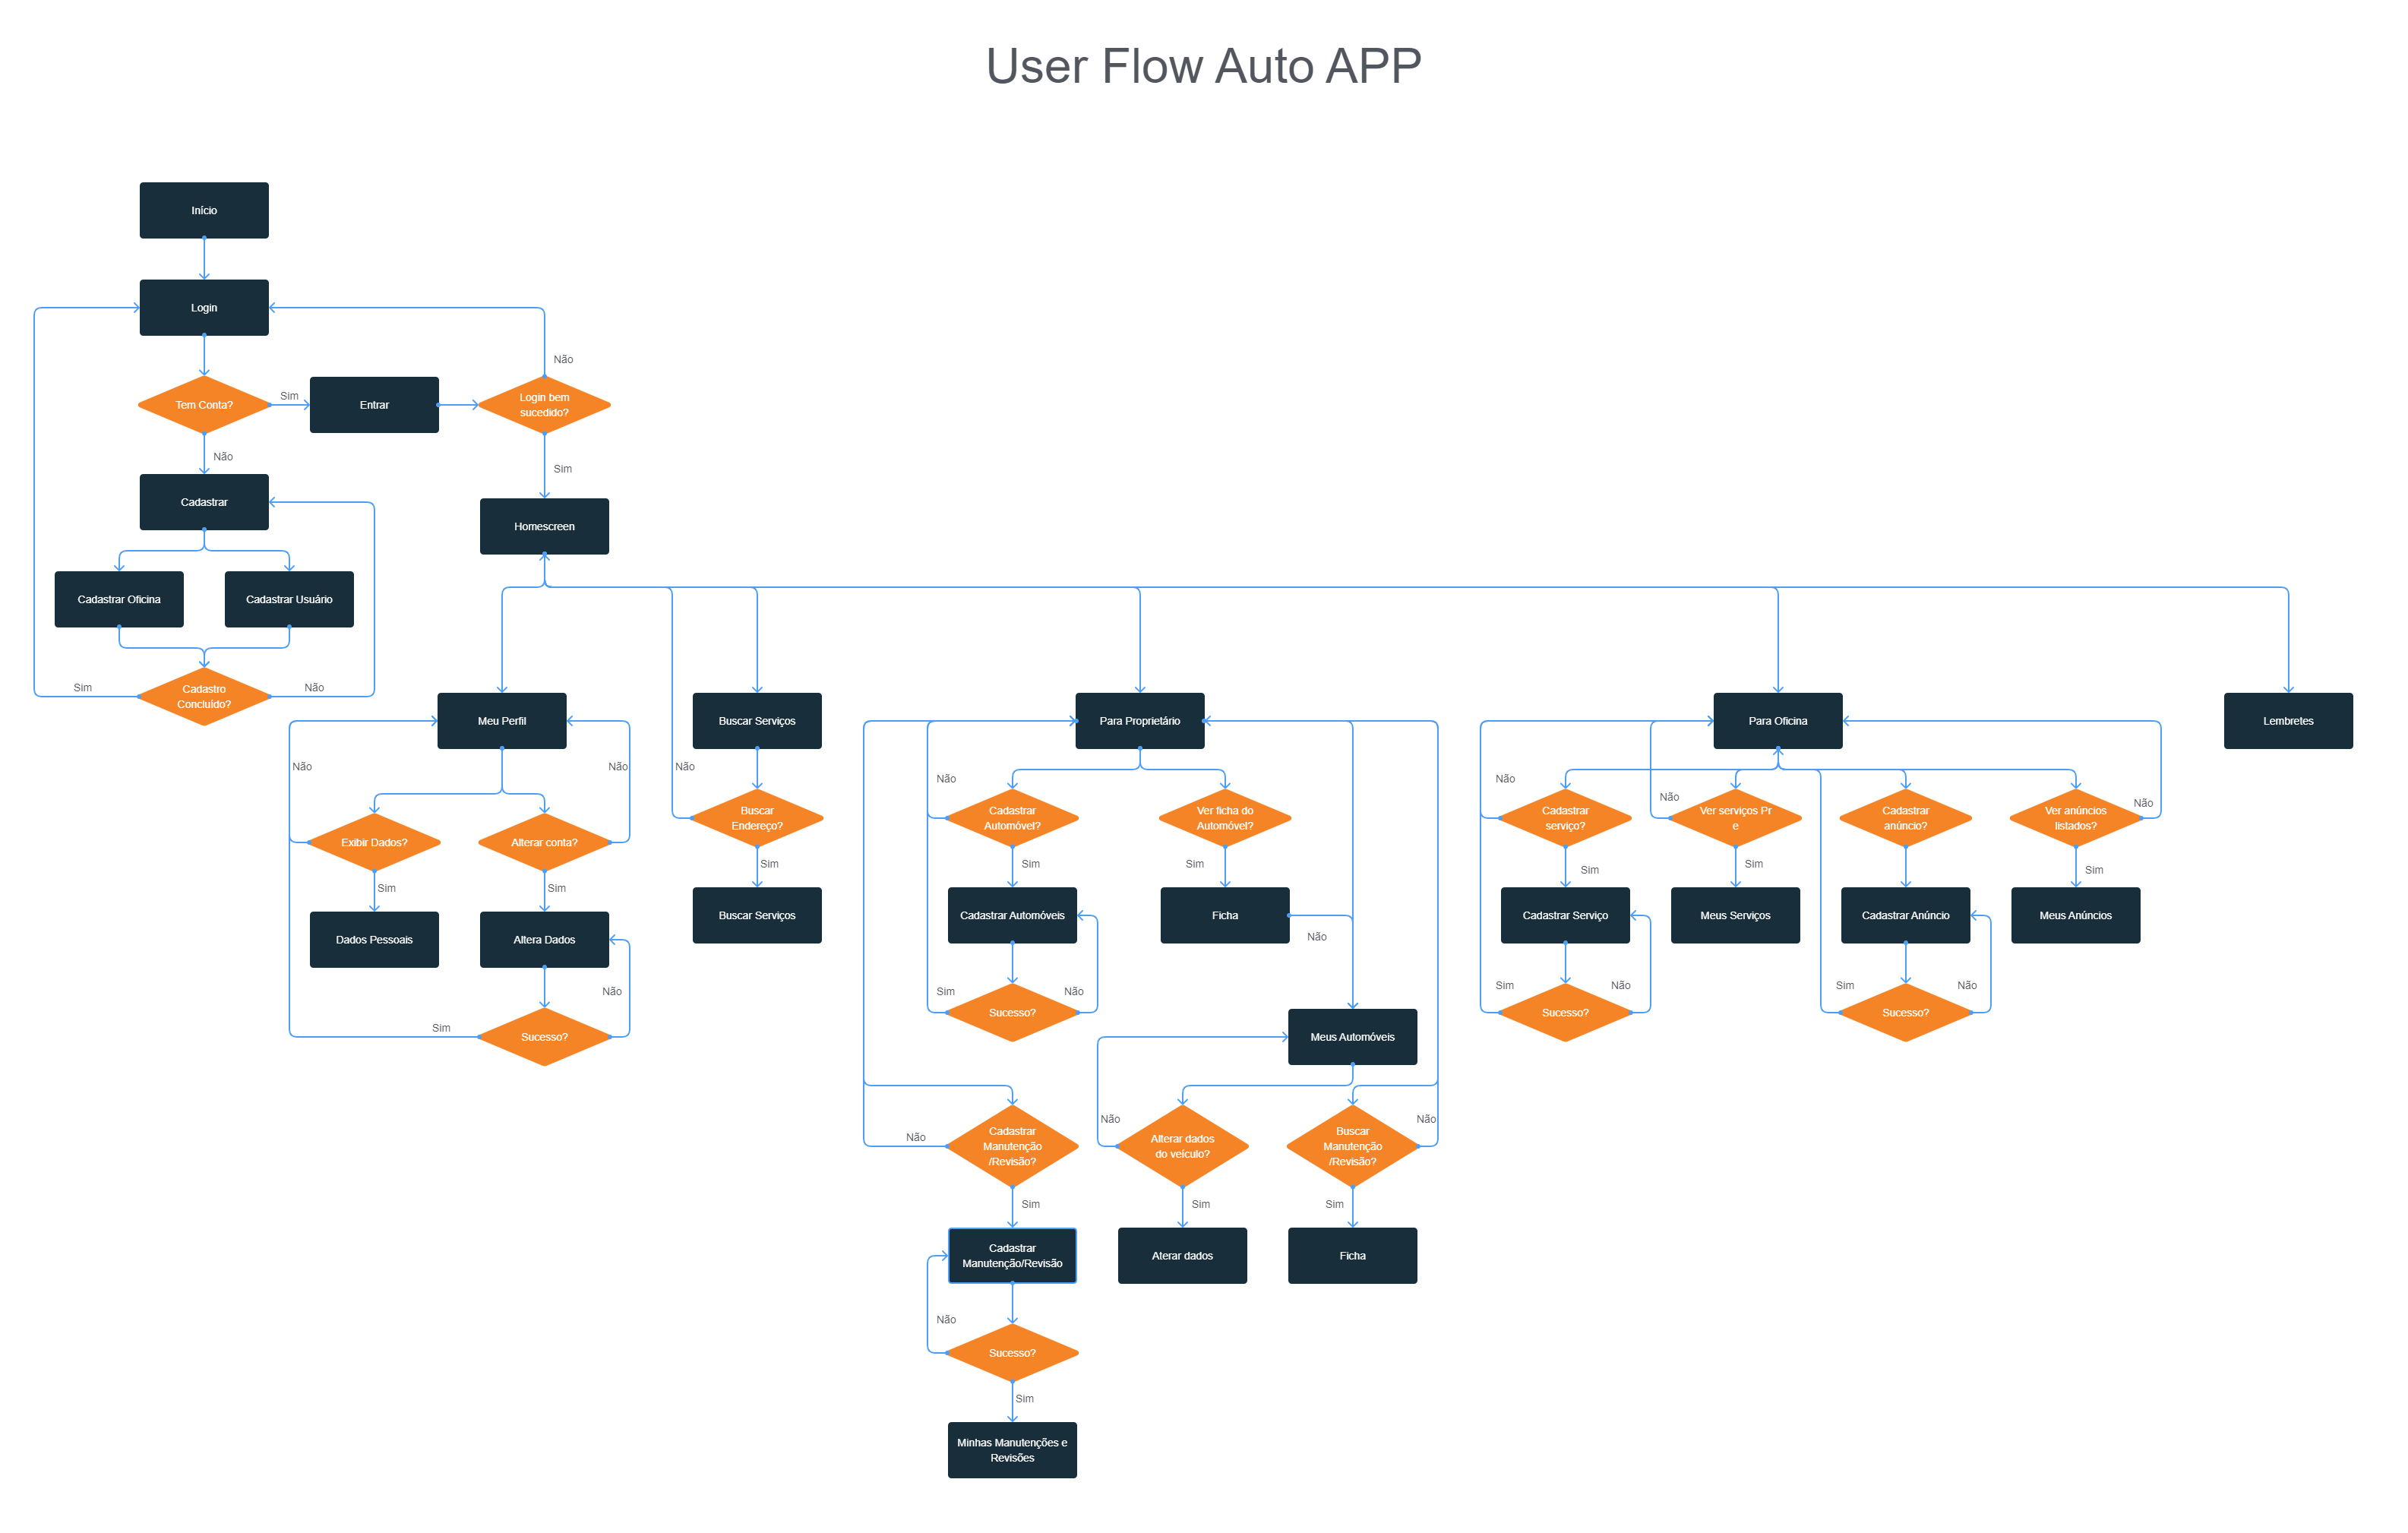 User Flow Auto APP
Início
Login
Não
Tem Conta?
Sim
Entrar
Login bem
sucedido?
Não
Sim
Cadastrar
Homescreen
Cadastrar Oficina
Cadastrar Usuário
Sim
Cadastro
Concluído?
Não
Meu Perfil
Buscar Serviços
Para Proprietário
Para Oficina
Lembretes
Não
Não
Não
Não
Não
Não
Não
Exibir Dados?
Alterar conta?
Buscar
Endereço?
Cadastrar
Automóvel?
Ver ficha do
Automóvel?
Cadastrar
serviço?
Ver serviços Pr
e
Cadastrar
anúncio?
Ver anúncios
listados?
Sim
Sim
Sim
Sim
Sim
Sim
Sim
Sim
Dados Pessoais
Altera Dados
Buscar Serviços
Cadastrar Automóveis
Ficha
Cadastrar Serviço
Meus Serviços
Cadastrar Anúncio
Meus Anúncios
Não
Não
Sim
Não
Sim
Não
Sim
Não
Sim
Sucesso?
Sucesso?
Sucesso?
Sucesso?
Meus Automóveis
Não
Cadastrar
Manutenção
/Revisão?
Não
Alterar dados
do veículo?
Buscar
Manutenção
/Revisão?
Não
Sim
Sim
Sim
Cadastrar
Manutenção/Revisão
Aterar dados
Ficha
Não
Sucesso?
Sim
Minhas Manutenções e
Revisões